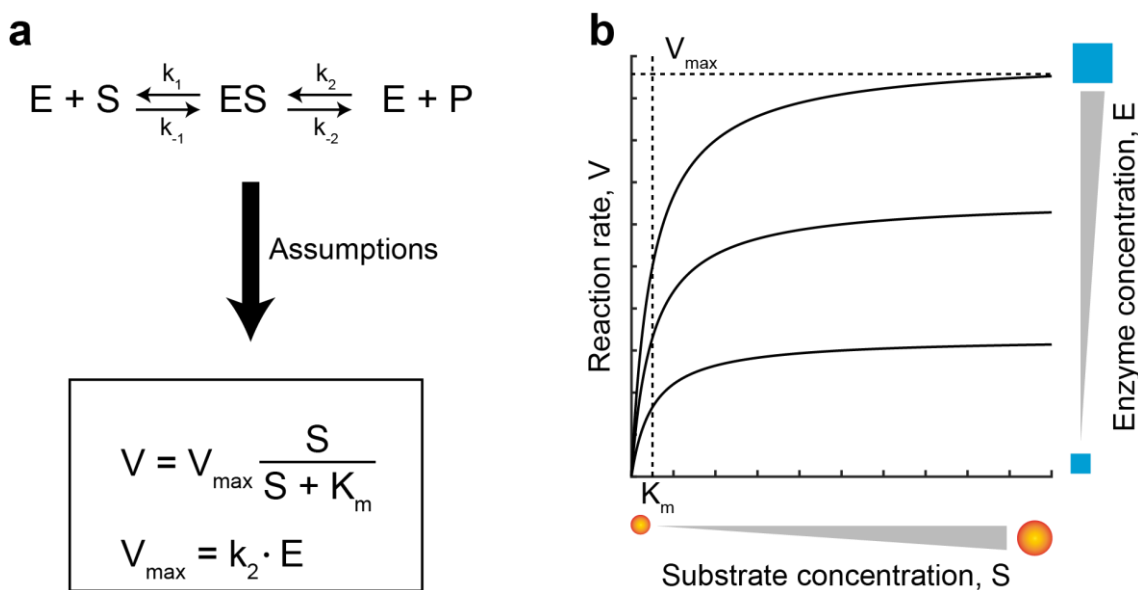 a
k₁ k₂
E + S ES E + P
k₋₁ k₋₂
Assumptions
V = Vmax S / (S + Km)
Vmax = k₂ · E
b
Vmax
Reaction rate, V
Enzyme concentration, E
Km
Substrate concentration, S